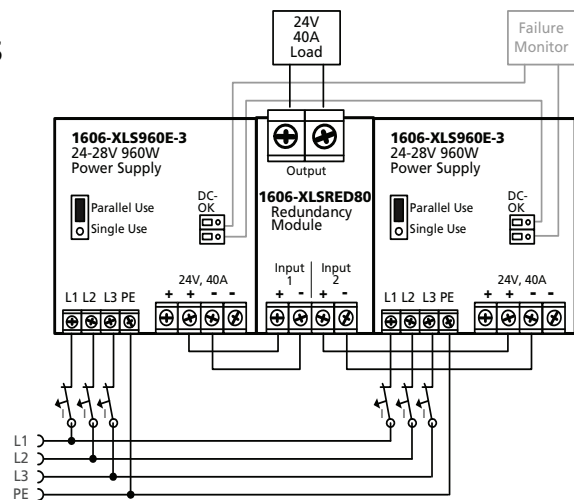 s
24V
40A
Load
Failure
Monitor
1606-XLS960E-3
24-28V 960W
Power Supply
Parallel Use
Single Use
DC-
OK
24V, 40A
+ + - -
L1 L2 L3 PE
Output
1606-XLSRED80
Redundancy
Module
Input
1
Input
2
+ - + -
1606-XLS960E-3
24-28V 960W
Power Supply
Parallel Use
Single Use
DC-
OK
24V, 40A
+ + - -
L1 L2 L3 PE
I I I
I I I
L1
L2
L3
PE